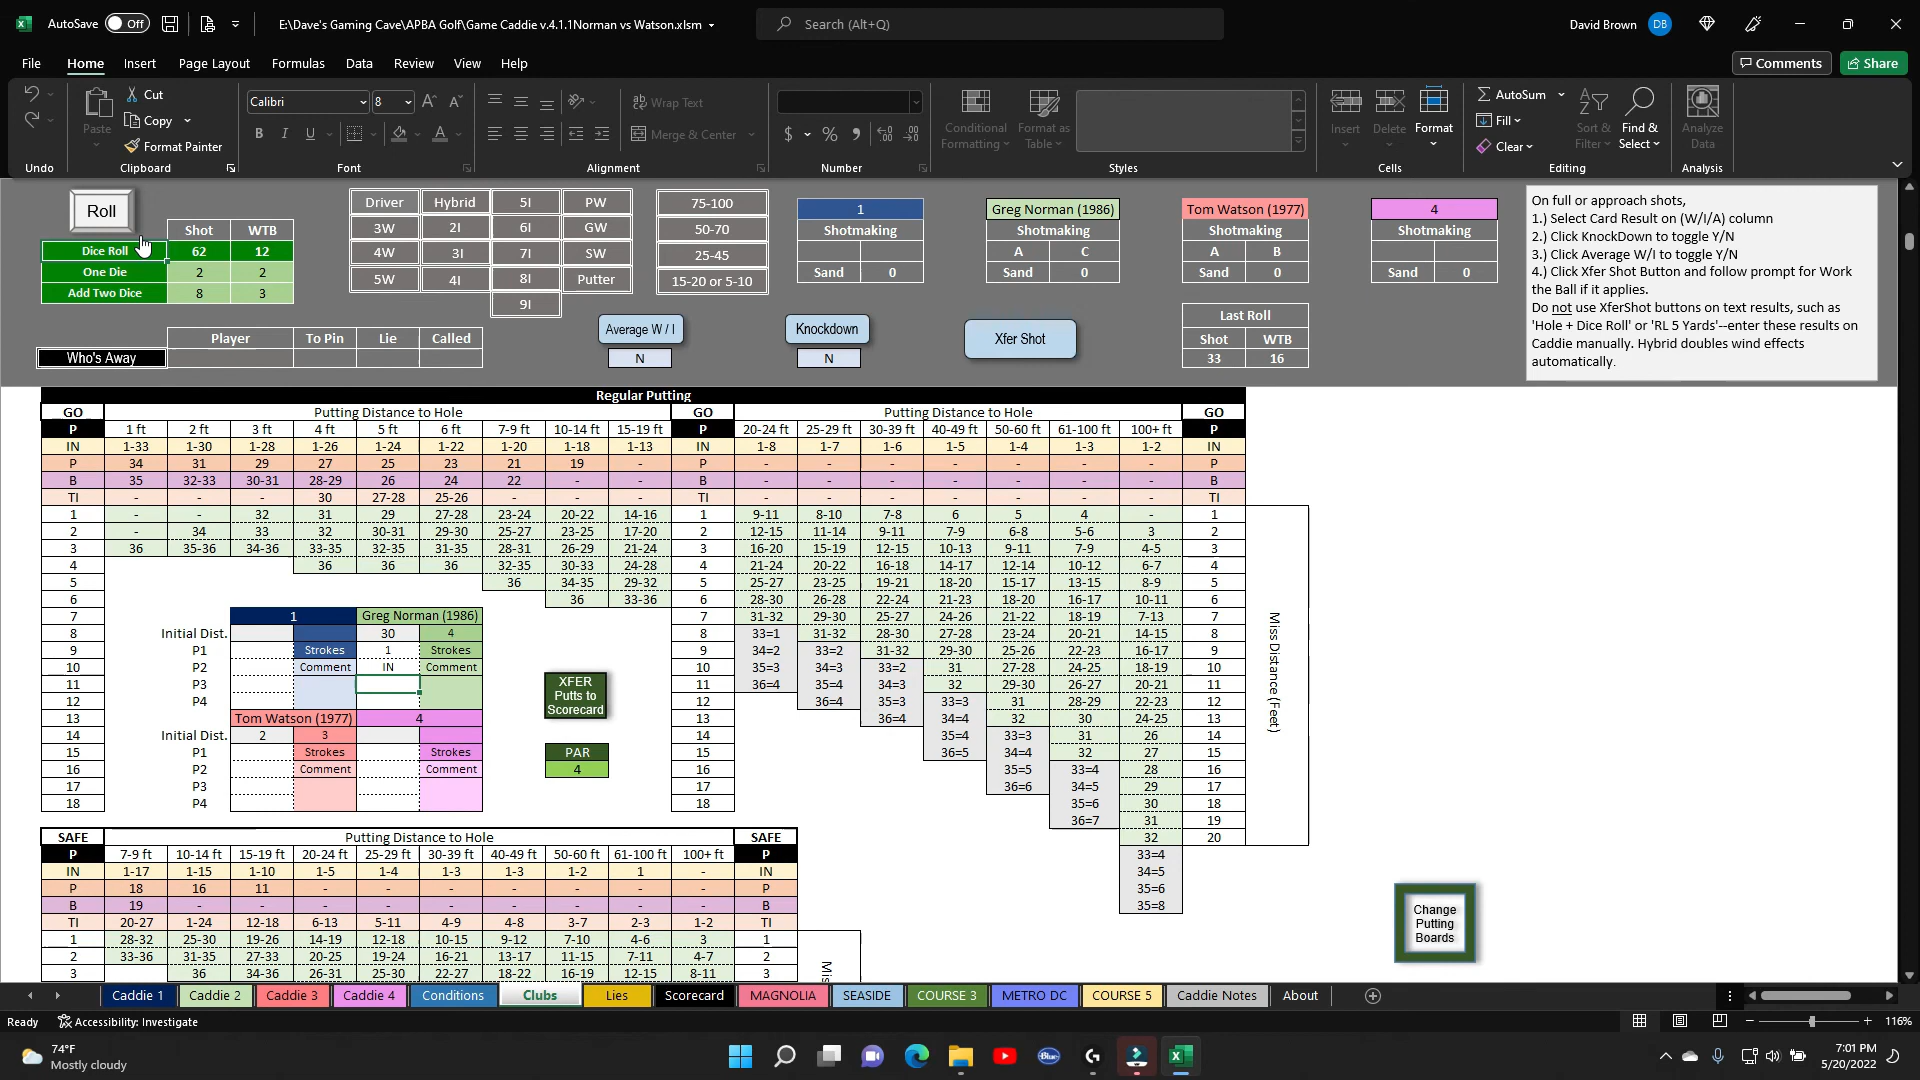 AutoSave Off E:\Dave's Gaming Cave\APBA Golf\Game Caddie v.4.1.1Norman vs Watson.xlsm Search (Alt+Q) David Brown DB
File Home Insert Page Layout Formulas Data Review View Help Comments Share
Cut
Copy
Format Painter
Paste
Calibri 8
B I U
Wrap Text
Merge & Center
$ %
Conditional Formatting
Format as Table
Insert Delete Format
AutoSum
Fill
Clear
Sort & Filter
Find & Select
Analyze Data
Undo Clipboard Font Alignment Number Styles Cells Editing Analysis
Roll
Shot WTB
Dice Roll 62 12
One Die 2 2
Add Two Dice 8 3
Driver Hybrid 5I PW
3W 2I 6I GW
4W 3I 7I SW
5W 4I 8I Putter
9I
75-100
50-70
25-45
15-20 or 5-10
1
Shotmaking
Sand 0
Greg Norman (1986)
Shotmaking
A C
Sand 0
Tom Watson (1977)
Shotmaking
A B
Sand 0
4
Shotmaking
Sand 0
On full or approach shots,
1.) Select Card Result on (W/I/A) column
2.) Click KnockDown to toggle Y/N
3.) Click Average W/I to toggle Y/N
4.) Click Xfer Shot Button and follow prompt for Work
the Ball if it applies.
Do not use XferShot buttons on text results, such as
'Hole + Dice Roll' or 'RL 5 Yards'--enter these results on
Caddie manually. Hybrid doubles wind effects
automatically.
Player To Pin Lie Called
Who's Away
Average W / I
N
Knockdown
N
Xfer Shot
Last Roll
Shot WTB
33 16
Regular Putting
GO Putting Distance to Hole GO Putting Distance to Hole GO
P 1 ft 2 ft 3 ft 4 ft 5 ft 6 ft 7-9 ft 10-14 ft 15-19 ft P 20-24 ft 25-29 ft 30-39 ft 40-49 ft 50-60 ft 61-100 ft 100+ ft P
IN 1-33 1-30 1-28 1-26 1-24 1-22 1-20 1-18 1-13 IN 1-8 1-7 1-6 1-5 1-4 1-3 1-2 IN
P 34 31 29 27 25 23 21 19 - P - - - - - - - P
B 35 32-33 30-31 28-29 26 24 22 - - B - - - - - - - B
TI - - - 30 27-28 25-26 - - - TI - - - - - - - TI
1 - - 32 31 29 27-28 23-24 20-22 14-16 1 9-11 8-10 7-8 6 5 4 - 1
2 - 34 33 32 30-31 29-30 25-27 23-25 17-20 2 12-15 11-14 9-11 7-9 6-8 5-6 3 2
3 36 35-36 34-36 33-35 32-35 31-35 28-31 26-29 21-24 3 16-20 15-19 12-15 10-13 9-11 7-9 4-5 3
4 36 36 36 32-35 30-33 24-28 4 21-24 20-22 16-18 14-17 12-14 10-12 6-7 4
5 36 34-35 29-32 5 25-27 23-25 19-21 18-20 15-17 13-15 8-9 5
6 36 33-36 6 28-30 26-28 22-24 21-23 18-20 16-17 10-11 6
7 1 Greg Norman (1986) 7 31-32 29-30 25-27 24-26 21-22 18-19 7-13 7
8 Initial Dist. 30 4 8 33=1 31-32 28-30 27-28 23-24 20-21 14-15 8
9 P1 Strokes 1 Strokes 9 34=2 33=2 31-32 29-30 25-26 22-23 16-17 9
10 P2 Comment IN Comment 10 35=3 34=3 33=2 31 27-28 24-25 18-19 10
11 P3 11 36=4 35=4 34=3 32 29-30 26-27 20-21 11
12 P4 12 36=4 35=3 33=3 31 28-29 22-23 12
13 Tom Watson (1977) 4 13 36=4 34=4 32 30 24-25 13
14 Initial Dist. 2 3 14 35=4 33=3 31 26 14
15 P1 Strokes Strokes 15 36=5 34=4 32 27 15
16 P2 Comment Comment 16 35=5 33=4 28 16
17 P3 17 36=6 34=5 29 17
18 P4 18 35=6 30 18
36=7 31 19
32 20
33=4
34=5
35=6
35=8
XFER
Putts to
Scorecard
PAR
4
Miss Distance (Feet)
SAFE Putting Distance to Hole SAFE
P 7-9 ft 10-14 ft 15-19 ft 20-24 ft 25-29 ft 30-39 ft 40-49 ft 50-60 ft 61-100 ft 100+ ft P
IN 1-17 1-15 1-10 1-5 1-4 1-3 1-3 1-2 1 - IN
P 18 16 11 - - - - - - - P
B 19 - - - - - - - - - B
TI 20-27 1-24 12-18 6-13 5-11 4-9 4-8 3-7 2-3 1-2 TI
1 28-32 25-30 19-26 14-19 12-18 10-15 9-12 7-10 4-6 3 1
2 33-36 31-35 27-33 20-25 19-24 16-21 13-17 11-15 7-11 4-7 2
3 36 34-36 26-31 25-30 22-27 18-22 16-19 12-15 8-11 3
Mis
Change
Putting
Boards
Caddie 1 Caddie 2 Caddie 3 Caddie 4 Conditions Clubs Lies Scorecard MAGNOLIA SEASIDE COURSE 3 METRO DC COURSE 5 Caddie Notes About
Ready Accessibility: Investigate 116%
74°F
Mostly cloudy
7:01 PM
5/20/2022